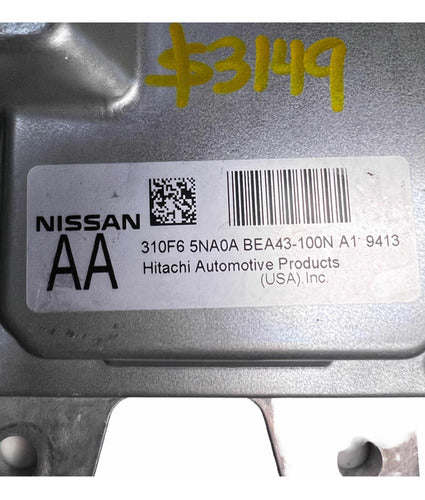 $3149
NISSAN
AA
310F6 5NA0A BEA43-100N A1 9413
Hitachi Automotive Products
(USA).Inc.